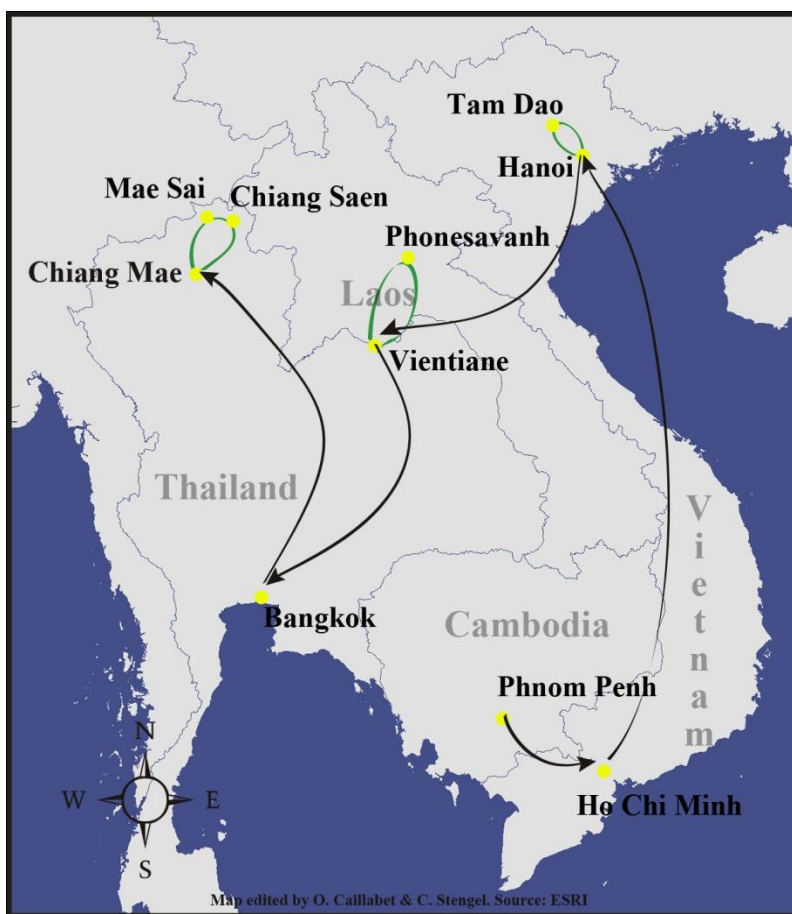 Tam Dao
Hanoi
Mae Sai
Chiang Saen
Phonesavanh
Chiang Mae
Laos
Vientiane
Thailand
Vietnam
Bangkok
Cambodia
Phnom Penh
Ho Chi Minh
N
W E
S
Map edited by O. Caillabet & C. Stengel. Source: ESRI